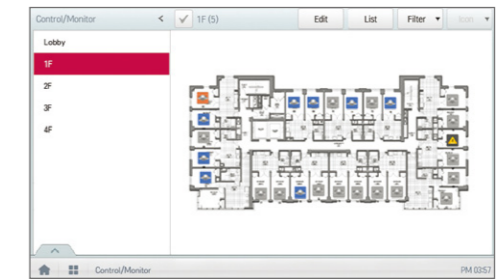 Control/Monitor < 1F (5) Edit List Filter ▼ Icon ▼
Lobby
1F
2F
3F
4F
Control/Monitor PM 03:57